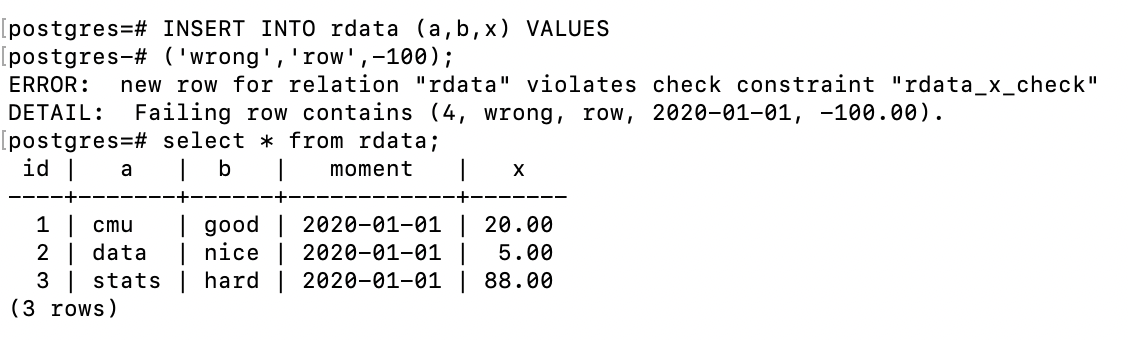 [postgres=# INSERT INTO rdata (a,b,x) VALUES
[postgres-# ('wrong','row',-100);
ERROR:  new row for relation "rdata" violates check constraint "rdata_x_check"
DETAIL:  Failing row contains (4, wrong, row, 2020-01-01, -100.00).
[postgres=# select * from rdata;
 id |   a   |  b   |   moment   |   x
----+-------+------+------------+-------
  1 | cmu   | good | 2020-01-01 | 20.00
  2 | data  | nice | 2020-01-01 |  5.00
  3 | stats | hard | 2020-01-01 | 88.00
(3 rows)